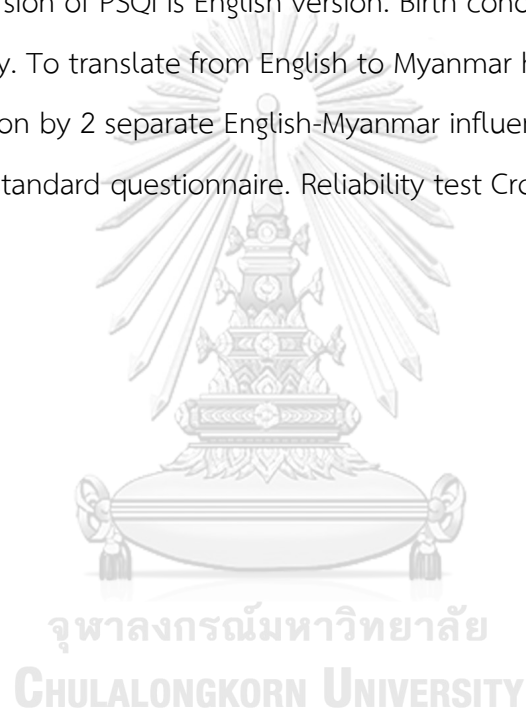 sion of PSQI is English version. Birth cond
y. To translate from English to Myanmar h
on by 2 separate English-Myanmar influen
tandard questionnaire. Reliability test Cro
จุฬาลงกรณ์มหาวิทยาลัย
CHULALONGKORN UNIVERSITY